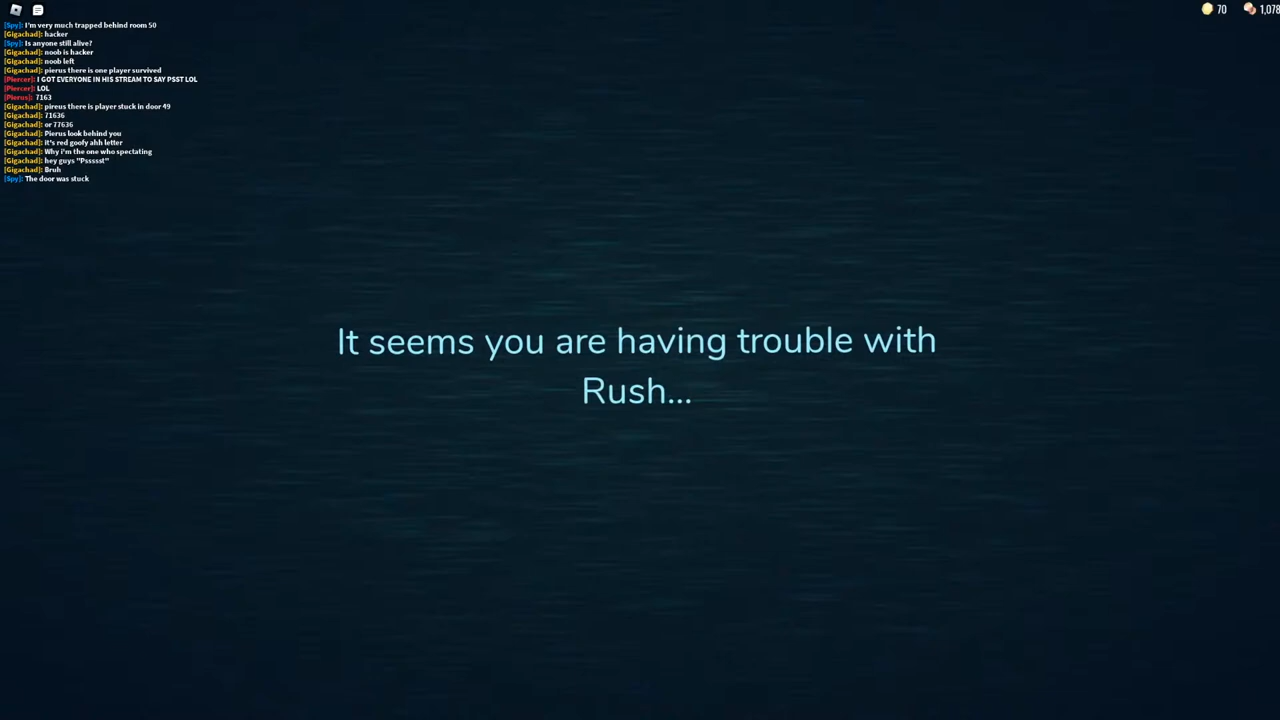 70
1,078
[Spy]: I'm very much trapped behind room 50
[Gigachad]: hacker
[Spy]: Is anyone still alive?
[Gigachad]: noob is hacker
[Gigachad]: noob left
[Gigachad]: pierus there is one player survived
[Piercer]: I GOT EVERYONE IN HIS STREAM TO SAY PSST LOL
[Piercer]: LOL
[Pierus]: 7163
[Gigachad]: pireus there is player stuck in door 49
[Gigachad]: 71636
[Gigachad]: or 77636
[Gigachad]: Pierus look behind you
[Gigachad]: it's red goofy ahh letter
[Gigachad]: Why i'm the one who spectating
[Gigachad]: hey guys "Pssssst"
[Gigachad]: Bruh
[Spy]: The door was stuck
It seems you are having trouble with
Rush...